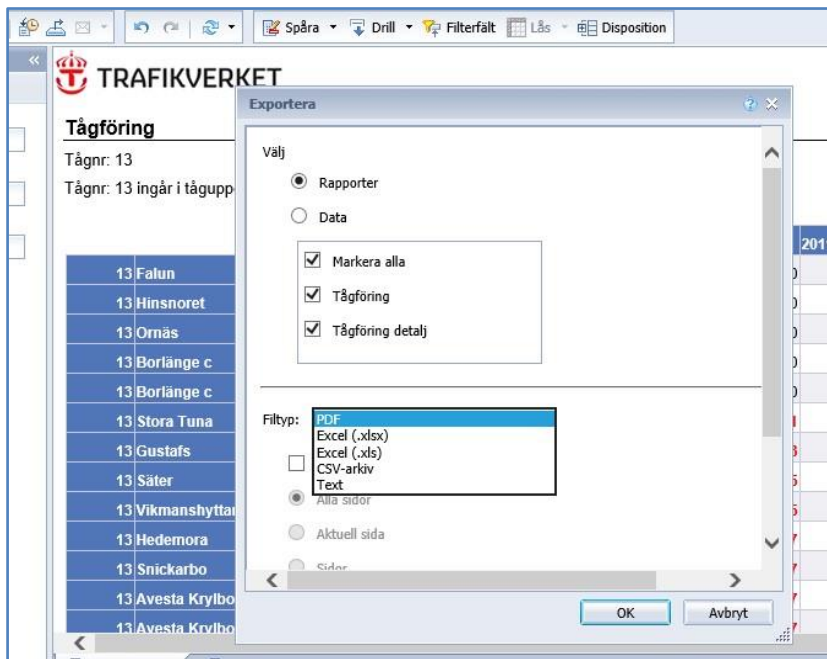 Spåra Drill Filterfält Lås Disposition
TRAFIKVERKET
Tågföring
Tågnr: 13
Tågnr: 13 ingår i tåguppe
201
13 Falun
13 Hinsnoret
13 Ornäs
13 Borlänge c
13 Borlänge c
13 Stora Tuna
13 Gustafs
13 Säter
13 Vikmanshyttan
13 Hedemora
13 Snickarbo
13 Avesta Krylbo
13 Avesta Krylbo
Exportera
Välj
Rapporter
Data
Markera alla
Tågföring
Tågföring detalj
Filtyp: PDF
Excel (.xlsx)
Excel (.xls)
CSV-arkiv
Text
Alla sidor
Aktuell sida
Sidor
OK Avbryt